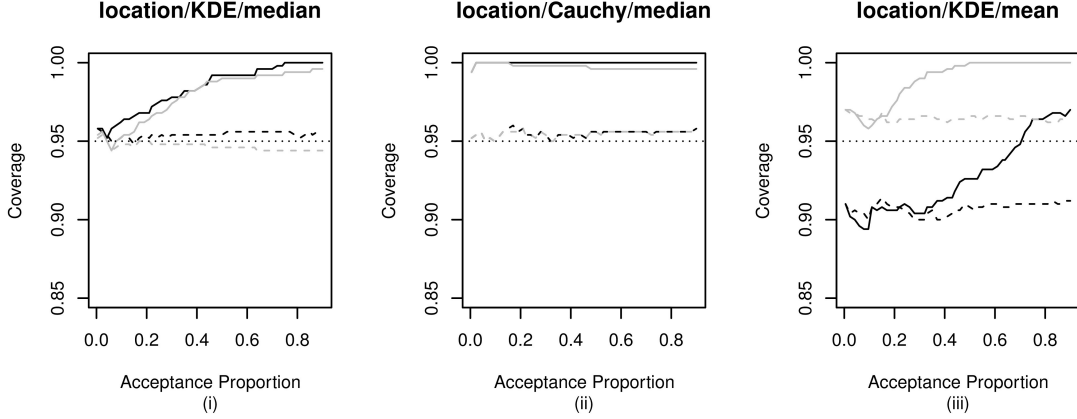 location/KDE/median
location/Cauchy/median
location/KDE/mean
Coverage
1.00
0.95
0.90
0.85
0.0 0.2 0.4 0.6 0.8
Acceptance Proportion
(i)
Coverage
1.00
0.95
0.90
0.85
0.0 0.2 0.4 0.6 0.8
Acceptance Proportion
(ii)
Coverage
1.00
0.95
0.90
0.85
0.0 0.2 0.4 0.6 0.8
Acceptance Proportion
(iii)